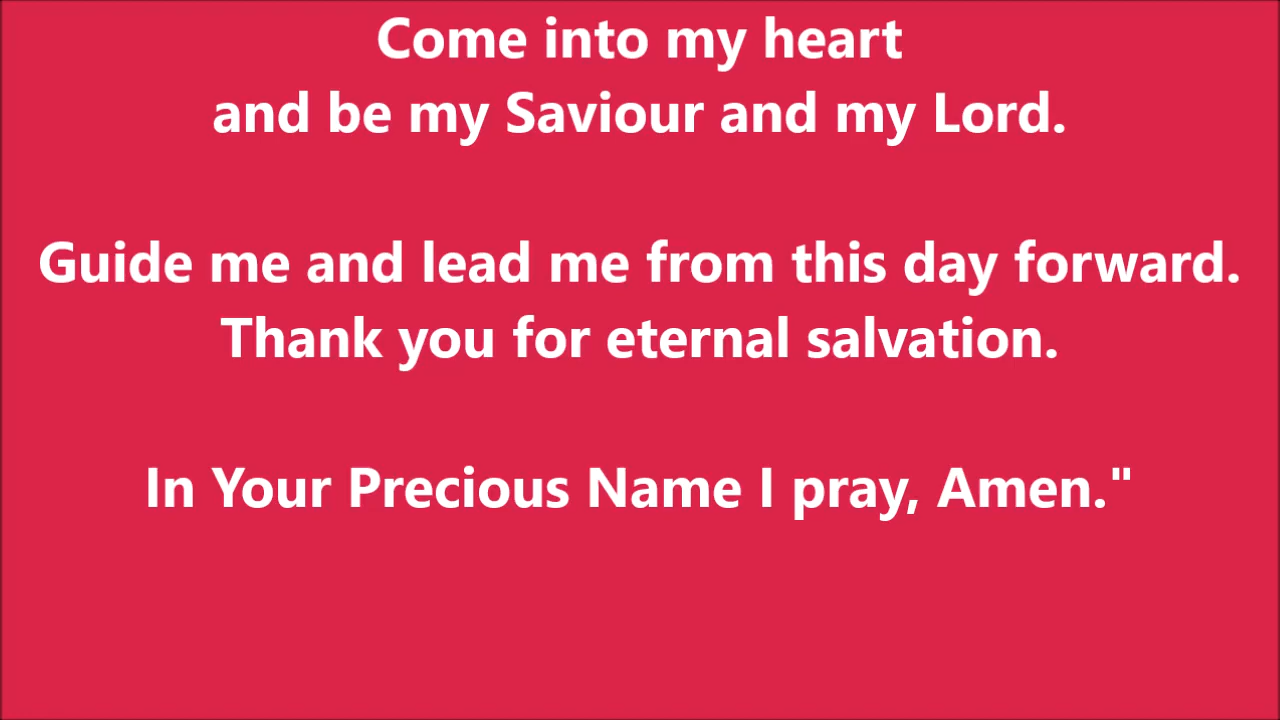 Come into my heart
and be my Saviour and my Lord.
Guide me and lead me from this day forward.
Thank you for eternal salvation.
In Your Precious Name I pray, Amen."